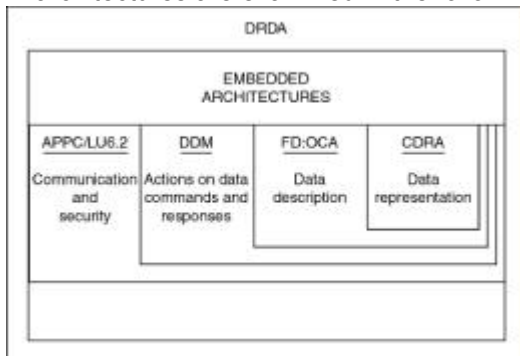 DRDA
EMBEDDED
ARCHITECTURES
APPC/LU6.2
Communication
and
security
DDM
Actions on data
commands and
responses
FD:OCA
Data
description
CDRA
Data
representation